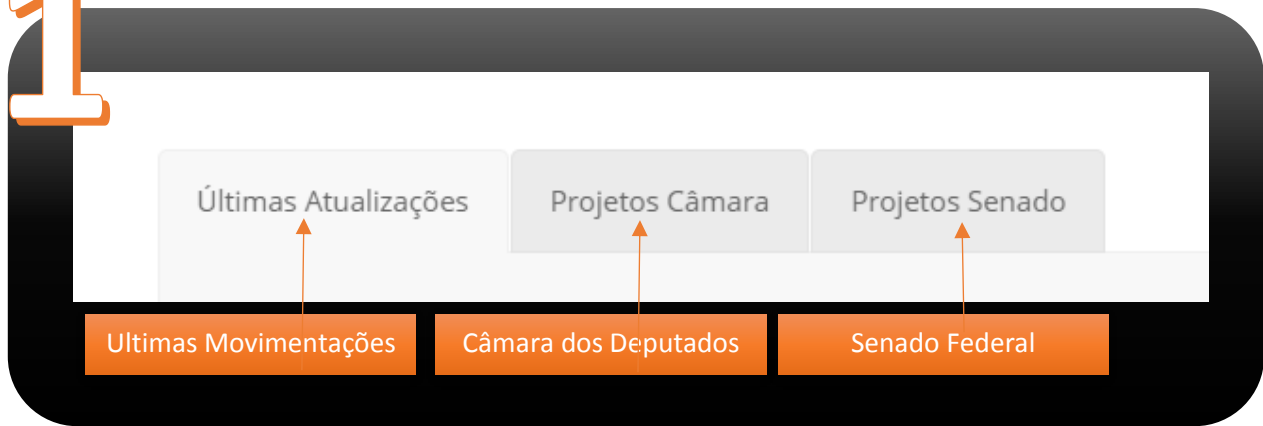 1
Últimas Atualizações Projetos Câmara Projetos Senado
Ultimas Movimentações Câmara dos Deputados Senado Federal